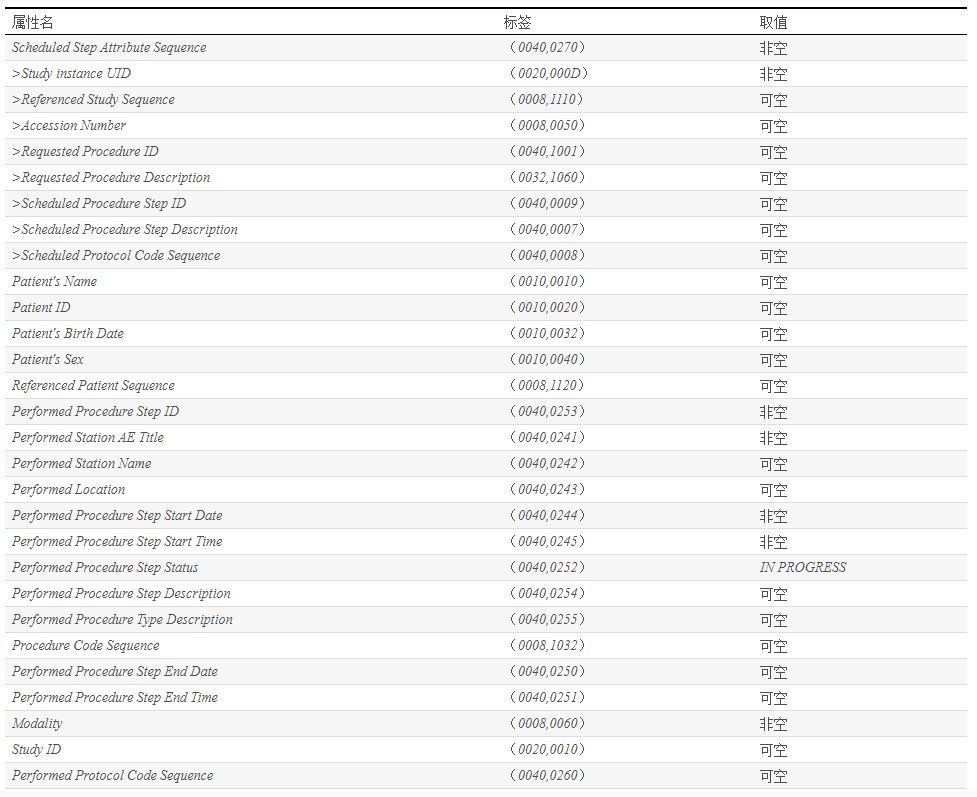 属性名 标签 取值
Scheduled Step Attribute Sequence （0040,0270） 非空
>Study instance UID （0020,000D） 非空
>Referenced Study Sequence （0008,1110） 可空
>Accession Number （0008,0050） 可空
>Requested Procedure ID （0040,1001） 可空
>Requested Procedure Description （0032,1060） 可空
>Scheduled Procedure Step ID （0040,0009） 可空
>Scheduled Procedure Step Description （0040,0007） 可空
>Scheduled Protocol Code Sequence （0040,0008） 可空
Patient's Name （0010,0010） 可空
Patient ID （0010,0020） 可空
Patient's Birth Date （0010,0032） 可空
Patient's Sex （0010,0040） 可空
Referenced Patient Sequence （0008,1120） 可空
Performed Procedure Step ID （0040,0253） 非空
Performed Station AE Title （0040,0241） 非空
Performed Station Name （0040,0242） 可空
Performed Location （0040,0243） 可空
Performed Procedure Step Start Date （0040,0244） 非空
Performed Procedure Step Start Time （0040,0245） 非空
Performed Procedure Step Status （0040,0252） IN PROGRESS
Performed Procedure Step Description （0040,0254） 可空
Performed Procedure Type Description （0040,0255） 可空
Procedure Code Sequence （0008,1032） 可空
Performed Procedure Step End Date （0040,0250） 可空
Performed Procedure Step End Time （0040,0251） 可空
Modality （0008,0060） 非空
Study ID （0020,0010） 可空
Performed Protocol Code Sequence （0040,0260） 可空